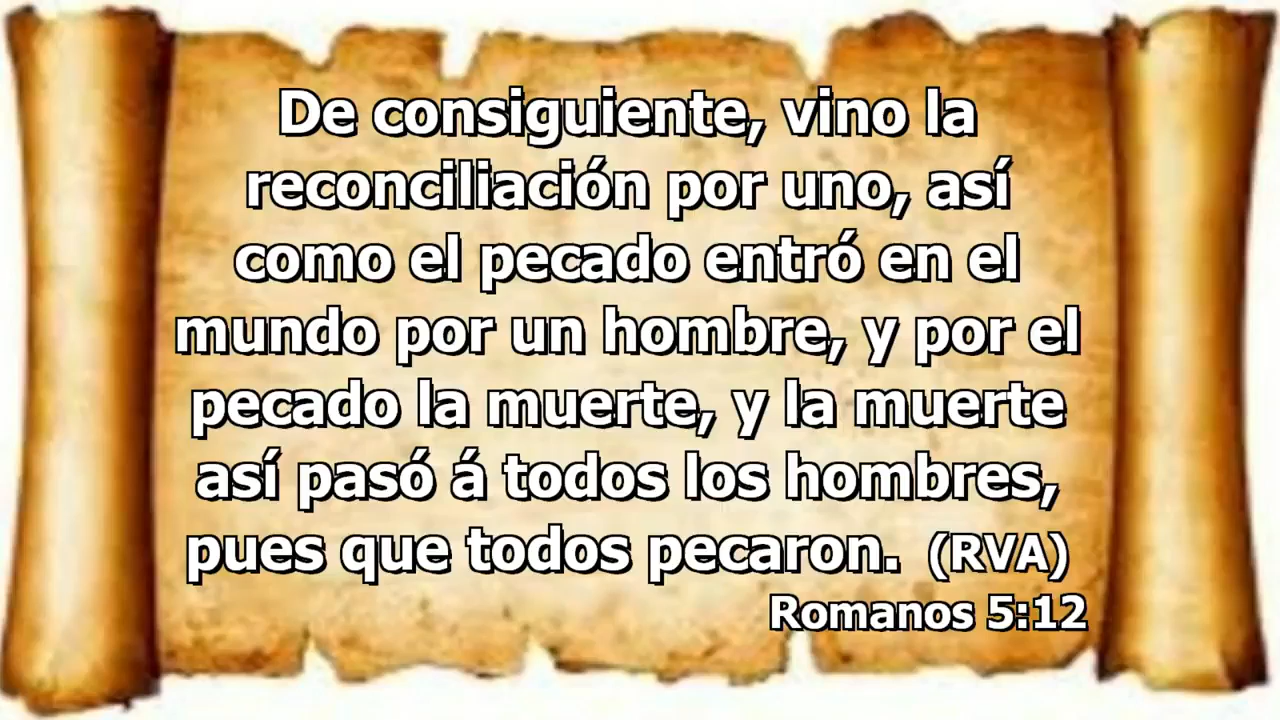 De consiguiente, vino la
reconciliación por uno, así
como el pecado entró en el
mundo por un hombre, y por el
pecado la muerte, y la muerte
así pasó á todos los hombres,
pues que todos pecaron. (RVA)
Romanos 5:12